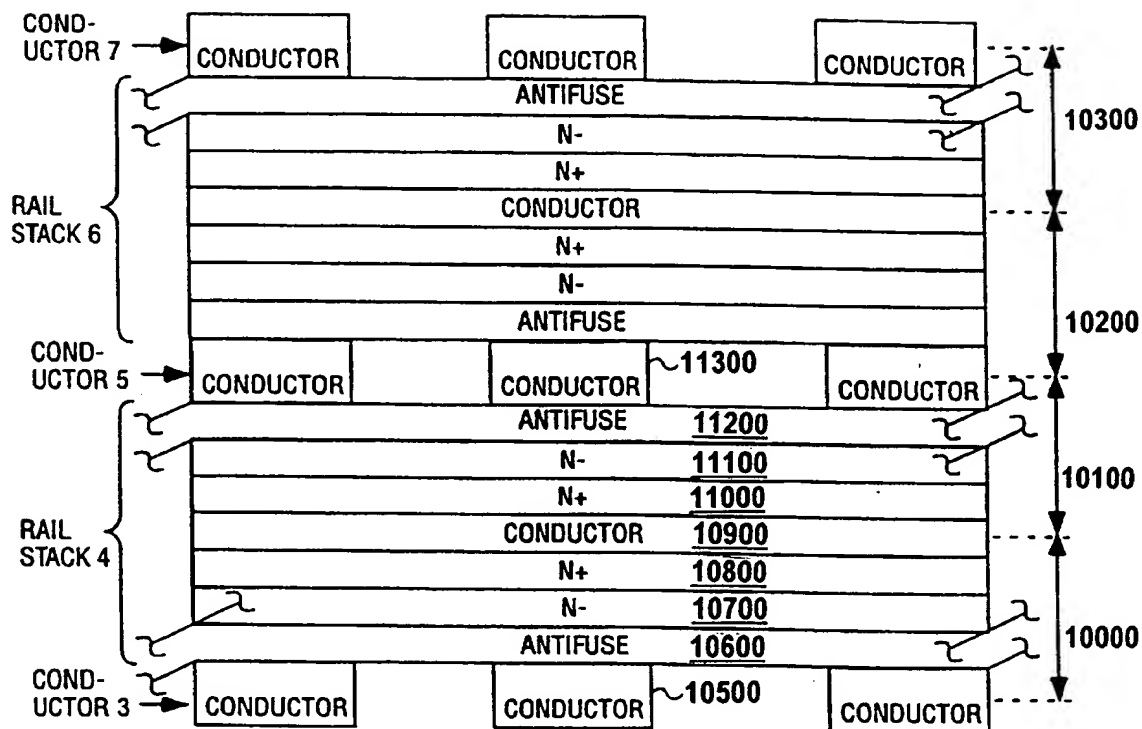 COND-
UCTOR 7
CONDUCTOR CONDUCTOR CONDUCTOR
ANTIFUSE
N-
10300
N+
RAIL
STACK 6
CONDUCTOR
N+
N-
10200
ANTIFUSE
COND-
UCTOR 5
CONDUCTOR CONDUCTOR 11300 CONDUCTOR
ANTIFUSE 11200
N- 11100
10100
N+ 11000
RAIL
STACK 4
CONDUCTOR 10900
N+ 10800
N- 10700
10000
ANTIFUSE 10600
COND-
UCTOR 3
CONDUCTOR CONDUCTOR 10500 CONDUCTOR